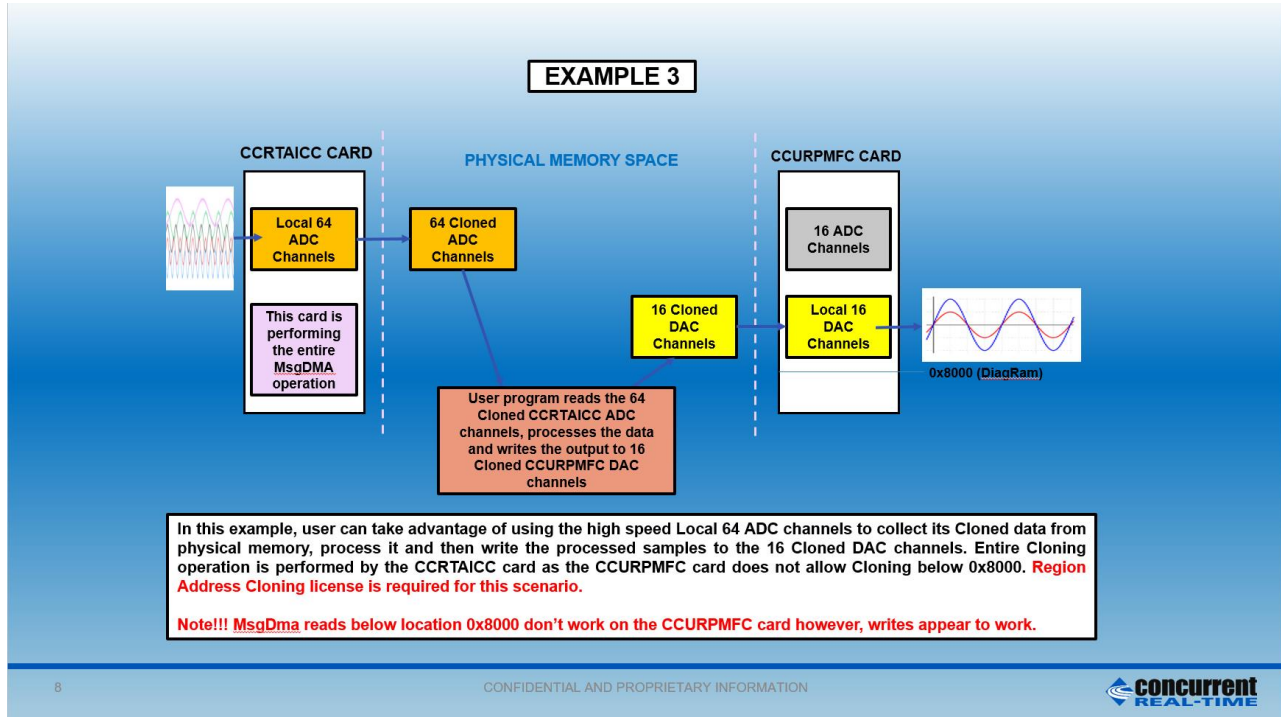 EXAMPLE 3
CCRTAICC CARD
PHYSICAL MEMORY SPACE
CCURPMFC CARD
Local 64
ADC
Channels
64 Cloned
ADC
Channels
16 ADC
Channels
This card is
performing
the entire
MsgDMA
operation
16 Cloned
DAC
Channels
Local 16
DAC
Channels
0x8000 (DiagRam)
User program reads the 64
Cloned CCRTAICC ADC
channels, processes the data
and writes the output to 16
Cloned CCURPMFC DAC
channels
In this example, user can take advantage of using the high speed Local 64 ADC channels to collect its Cloned data from
physical memory, process it and then write the processed samples to the 16 Cloned DAC channels. Entire Cloning
operation is performed by the CCRTAICC card as the CCURPMFC card does not allow Cloning below 0x8000. Region
Address Cloning license is required for this scenario.
Note!!! MsgDma reads below location 0x8000 don't work on the CCURPMFC card however, writes appear to work.
8
CONFIDENTIAL AND PROPRIETARY INFORMATION
concurrent
REAL-TIME